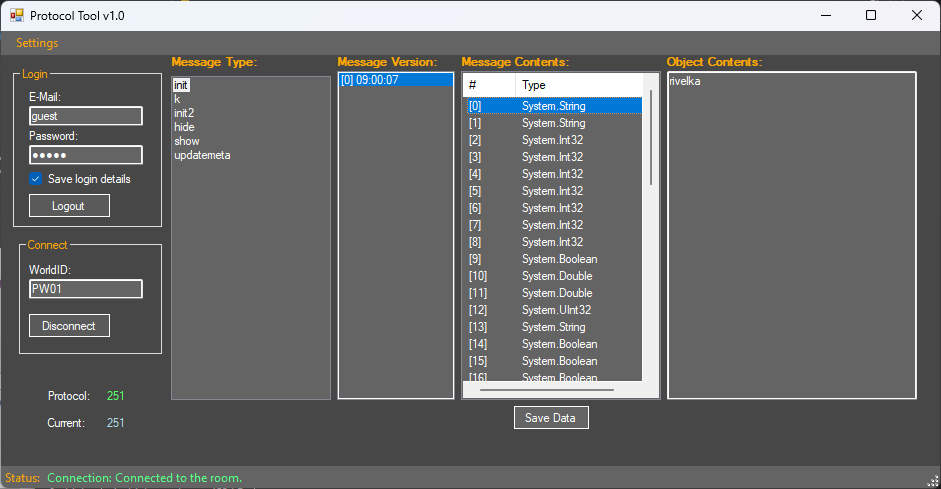 Protocol Tool v1.0
Settings
Login
E-Mail:
guest
Password:
●●●●●
Save login details
Logout
Connect
WorldID:
PW01
Disconnect
Protocol: 251
Current: 251
Message Type:
init
k
init2
hide
show
updatemeta
Message Version:
[0] 09:00:07
Message Contents:
# Type
[0] System.String
[1] System.String
[2] System.Int32
[3] System.Int32
[4] System.Int32
[5] System.Int32
[6] System.Int32
[7] System.Int32
[8] System.Int32
[9] System.Boolean
[10] System.Double
[11] System.Double
[12] System.UInt32
[13] System.String
[14] System.Boolean
[15] System.Boolean
[16] System.Boolean
Save Data
Object Contents:
rivelka
Status: Connection: Connected to the room.